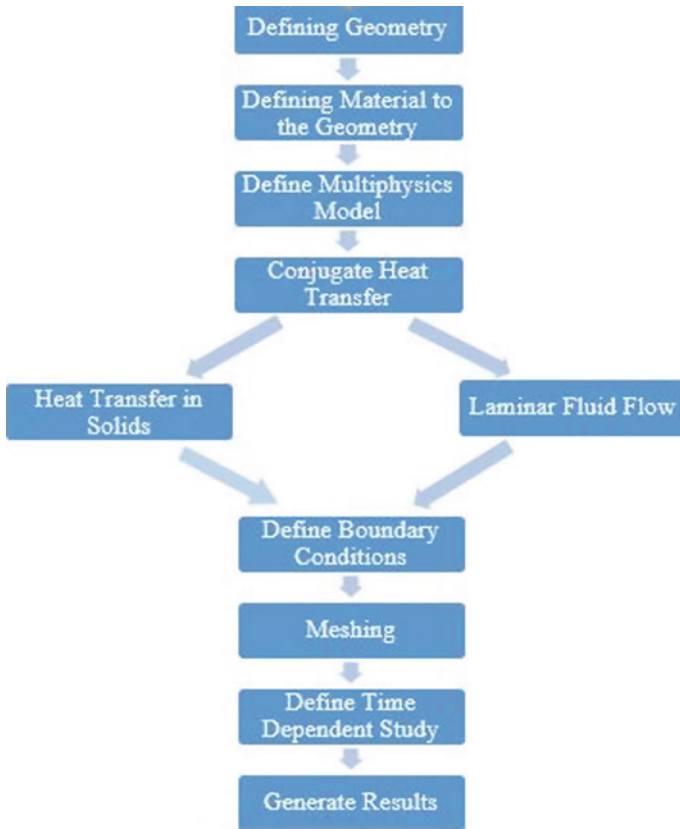 Defining Geometry
Defining Material to
the Geometry
Define Multiphysics
Model
Conjugate Heat
Transfer
Heat Transfer in
Solids
Laminar Fluid Flow
Define Boundary
Conditions
Meshing
Define Time
Dependent Study
Generate Results